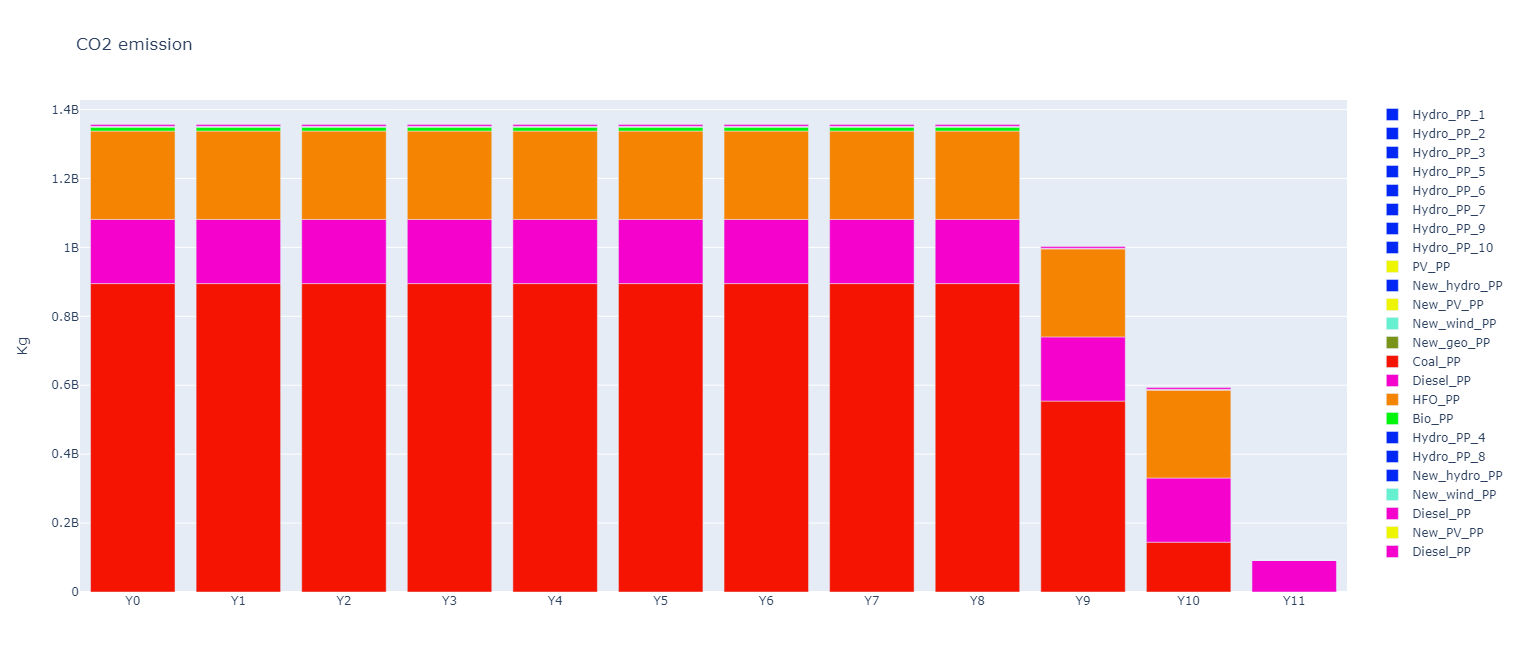 CO2 emission
Kg
1.4B
1.2B
1B
0.8B
0.6B
0.4B
0.2B
0
Y0 Y1 Y2 Y3 Y4 Y5 Y6 Y7 Y8 Y9 Y10 Y11
Hydro_PP_1
Hydro_PP_2
Hydro_PP_3
Hydro_PP_5
Hydro_PP_6
Hydro_PP_7
Hydro_PP_9
Hydro_PP_10
PV_PP
New_hydro_PP
New_PV_PP
New_wind_PP
New_geo_PP
Coal_PP
Diesel_PP
HFO_PP
Bio_PP
Hydro_PP_4
Hydro_PP_8
New_hydro_PP
New_wind_PP
Diesel_PP
New_PV_PP
Diesel_PP